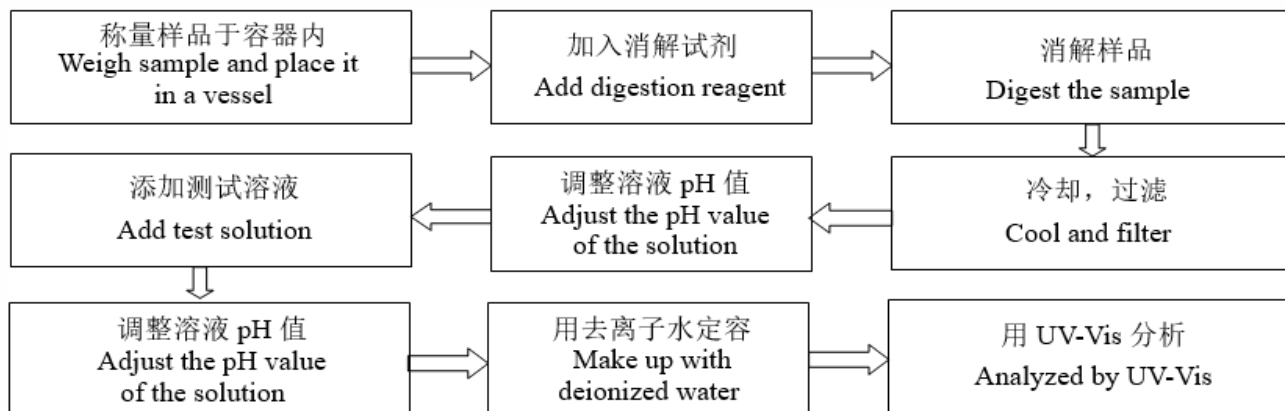 称量样品于容器内
Weigh sample and place it
in a vessel
加入消解试剂
Add digestion reagent
消解样品
Digest the sample
冷却，过滤
Cool and filter
调整溶液 pH 值
Adjust the pH value
of the solution
添加测试溶液
Add test solution
调整溶液 pH 值
Adjust the pH value
of the solution
用去离子水定容
Make up with
deionized water
用 UV-Vis 分析
Analyzed by UV-Vis